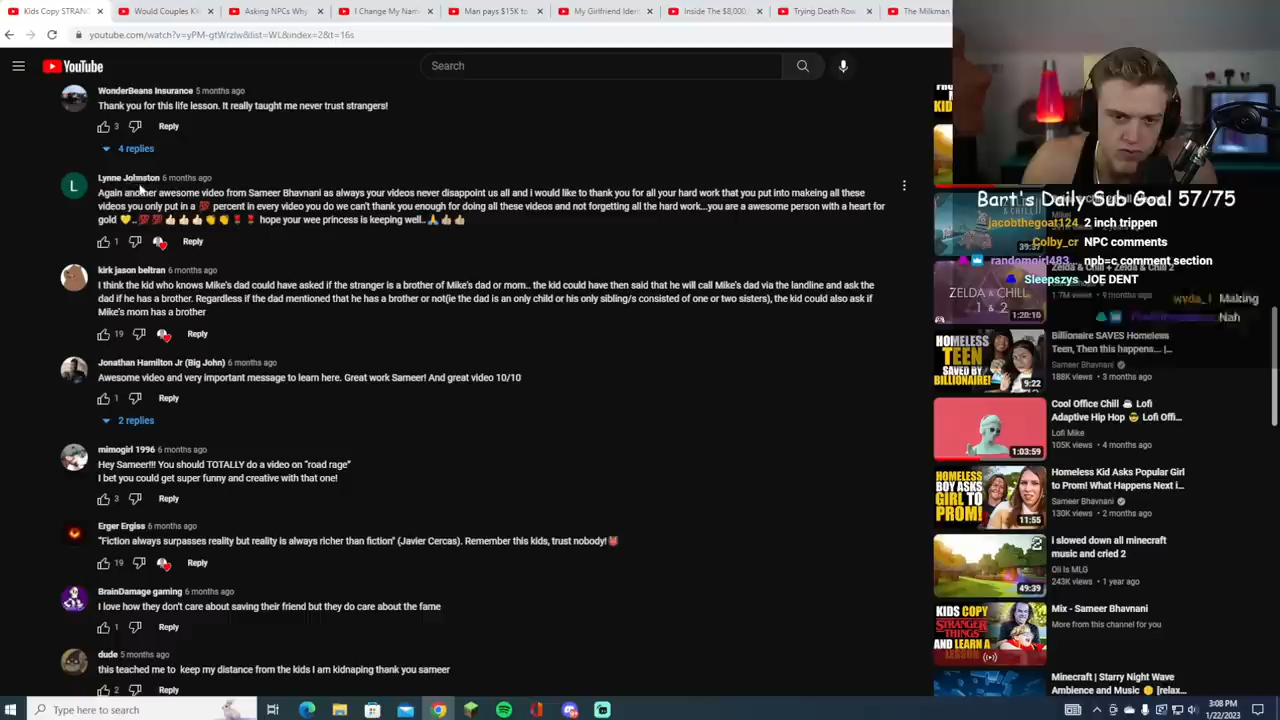 Kids Copy STRANG
Would Couples Ki
Asking NPCs Why
I Change My Nam
Man pays $15K to
My Girlfriend Iden
Inside The $8,000
Trying Death Row
The Milkman
youtube.com/watch?v=yPM-gtWrzlw&list=WL&index=2&t=16s
YouTube
Search
WonderBeans Insurance 5 months ago
Thank you for this life lesson. It really taught me never trust strangers!
3 Reply
4 replies
L
Lynne Johnston 6 months ago
Again another awesome video from Sameer Bhavnani as always your videos never disappoint us all and i would like to thank you for all your hard work that you put into makeing all these
videos you only put in a 💯 percent in every video you do we can't thank you enough for doing all these videos and not forgetting all the hard work...you are a awesome person with a heart for
gold 💛..💯💯👍🏻👍🏻👍🏻👏👏🌹🌹 hope your wee princess is keeping well..🙏👍🏼👍🏼
1 Reply
kirk jason beltran 6 months ago
I think the kid who knows Mike's dad could have asked if the stranger is a brother of Mike's dad or mom.. the kid could have then said that he will call Mike's dad via the landline and ask the
dad if he has a brother. Regardless if the dad mentioned that he has a brother or not(ie the dad is an only child or his only sibling/s consisted of one or two sisters), the kid could also ask if
Mike's mom has a brother
19 Reply
Jonathan Hamilton Jr (Big John) 6 months ago
Awesome video and very important message to learn here. Great work Sameer! And great video 10/10
1 Reply
2 replies
mimogirl 1996 6 months ago
Hey Sameer!!! You should TOTALLY do a video on "road rage"
I bet you could get super funny and creative with that one!
3 Reply
Erger Ergiss 6 months ago
"Fiction always surpasses reality but reality is always richer than fiction" (Javier Cercas). Remember this kids, trust nobody!👹
19 Reply
BrainDamage gaming 6 months ago
I love how they don't care about saving their friend but they do care about the fame
1 Reply
dude 5 months ago
this teached me to keep my distance from the kids I am kidnaping thank you sameer
2 Reply
KID
Bart's Daily Sub Goal 57/75
jacobthegoat124 2 inch trippen
Colby_cr NPC comments
randomgirl483 npb=c comment section
Sleepszys JOE DENT
wyda_l Making
Nah
& CHILL
39:37
ZELDA & CHILL
1 & 2
1:20:10
Zelda & Chill + Zelda & Chill 2
1.7M views • 9 months ago
HOMELESS
TEEN
SAVED BY
BILLIONAIRE!
9:22
Billionaire SAVES Homeless
Teen, Then this happens... |...
Sameer Bhavnani
188K views • 3 months ago
1:03:59
Cool Office Chill ☕ Lofi
Adaptive Hip Hop 😎 Lofi Offi...
Lofi Mike
105K views • 4 months ago
HOMELESS
BOY ASKS
GIRL TO
PROM!
11:55
Homeless Kid Asks Popular Girl
to Prom! What Happens Next i...
Sameer Bhavnani
130K views • 2 months ago
2
49:39
i slowed down all minecraft
music and cried 2
Oli Is MLG
243K views • 1 year ago
KIDS COPY
STRANGER
THINGS
AND LEARN A
LESSON
Mix - Sameer Bhavnani
More from this channel for you
Minecraft | Starry Night Wave
Ambience and Music 🌞 [relax...
Type here to search
3:08 PM
1/22/2023